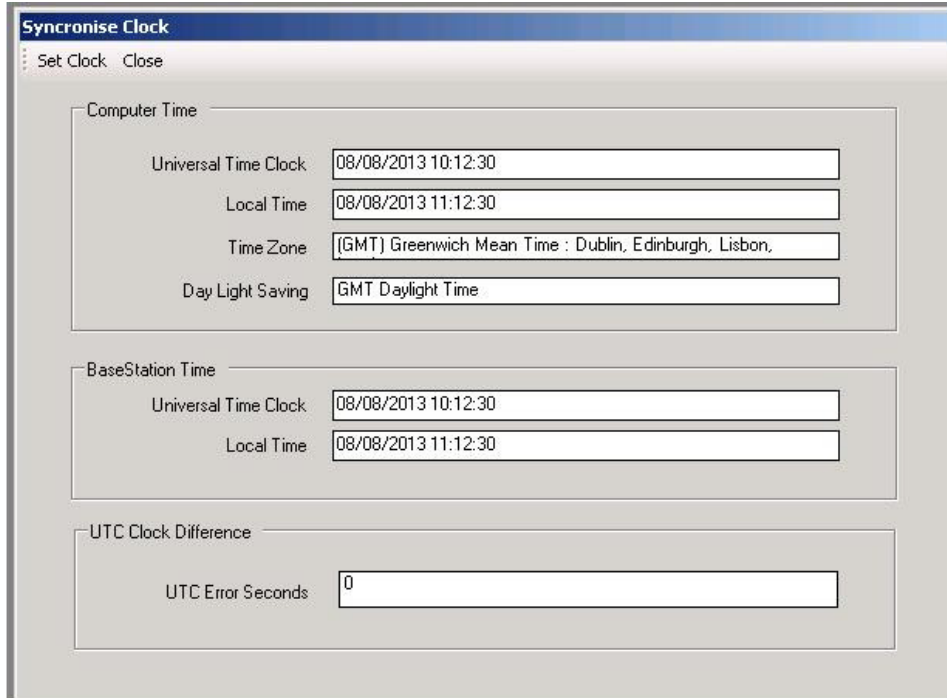 Syncronise Clock
Set Clock Close
Computer Time
Universal Time Clock 08/08/2013 10:12:30
Local Time 08/08/2013 11:12:30
Time Zone (GMT) Greenwich Mean Time : Dublin, Edinburgh, Lisbon,
Day Light Saving GMT Daylight Time
BaseStation Time
Universal Time Clock 08/08/2013 10:12:30
Local Time 08/08/2013 11:12:30
UTC Clock Difference
UTC Error Seconds 0